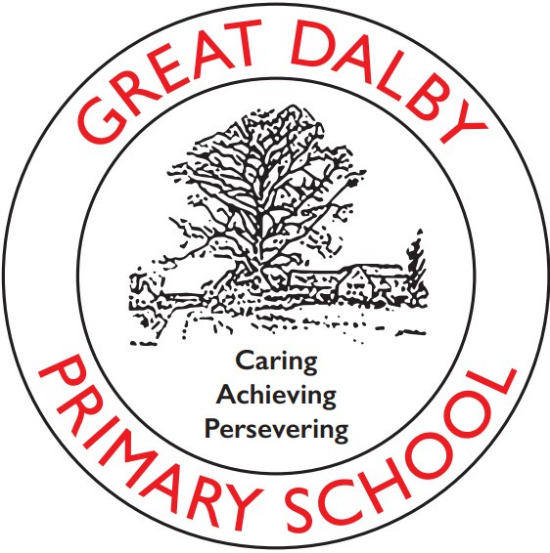 GREAT DALBY
Caring
Achieving
Persevering
PRIMARY SCHOOL